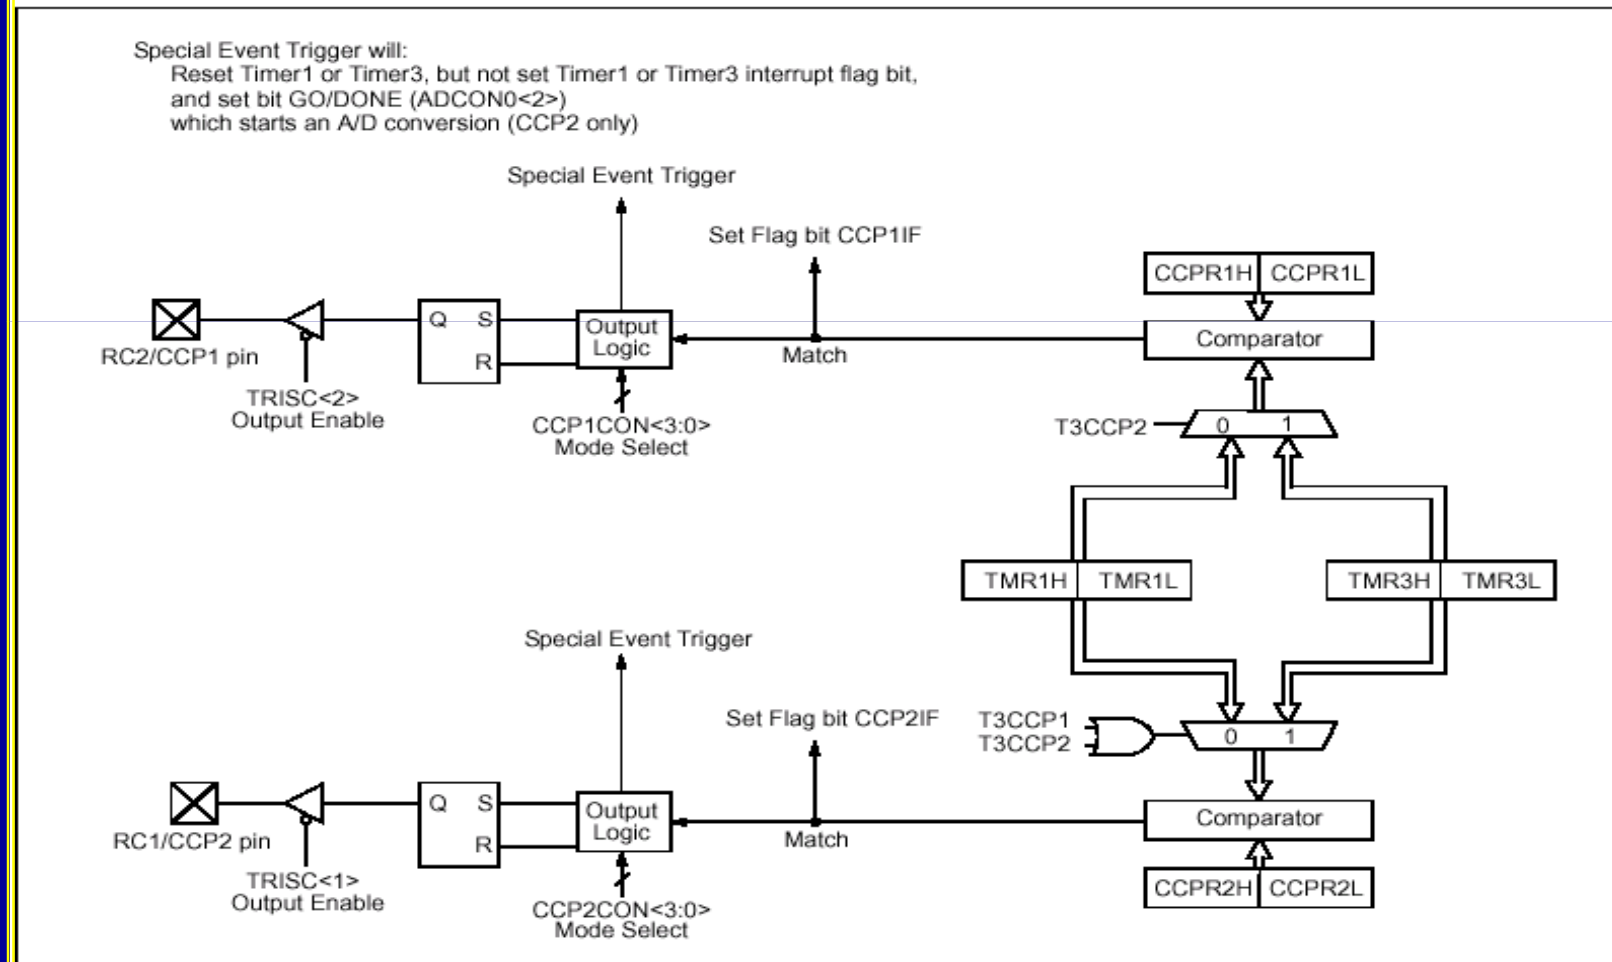 Special Event Trigger will:
Reset Timer1 or Timer3, but not set Timer1 or Timer3 interrupt flag bit,
and set bit GO/DONE (ADCON0<2>)
which starts an A/D conversion (CCP2 only)
Special Event Trigger
Set Flag bit CCP1IF
CCPR1H CCPR1L
Q S
R
Output
Logic
Comparator
RC2/CCP1 pin
Match
TRISC<2>
Output Enable
CCP1CON<3:0>
Mode Select
T3CCP2
0 1
TMR1H TMR1L
TMR3H TMR3L
Special Event Trigger
Set Flag bit CCP2IF
T3CCP1
T3CCP2
0 1
Q S
R
Output
Logic
Comparator
RC1/CCP2 pin
Match
TRISC<1>
Output Enable
CCP2CON<3:0>
Mode Select
CCPR2H CCPR2L